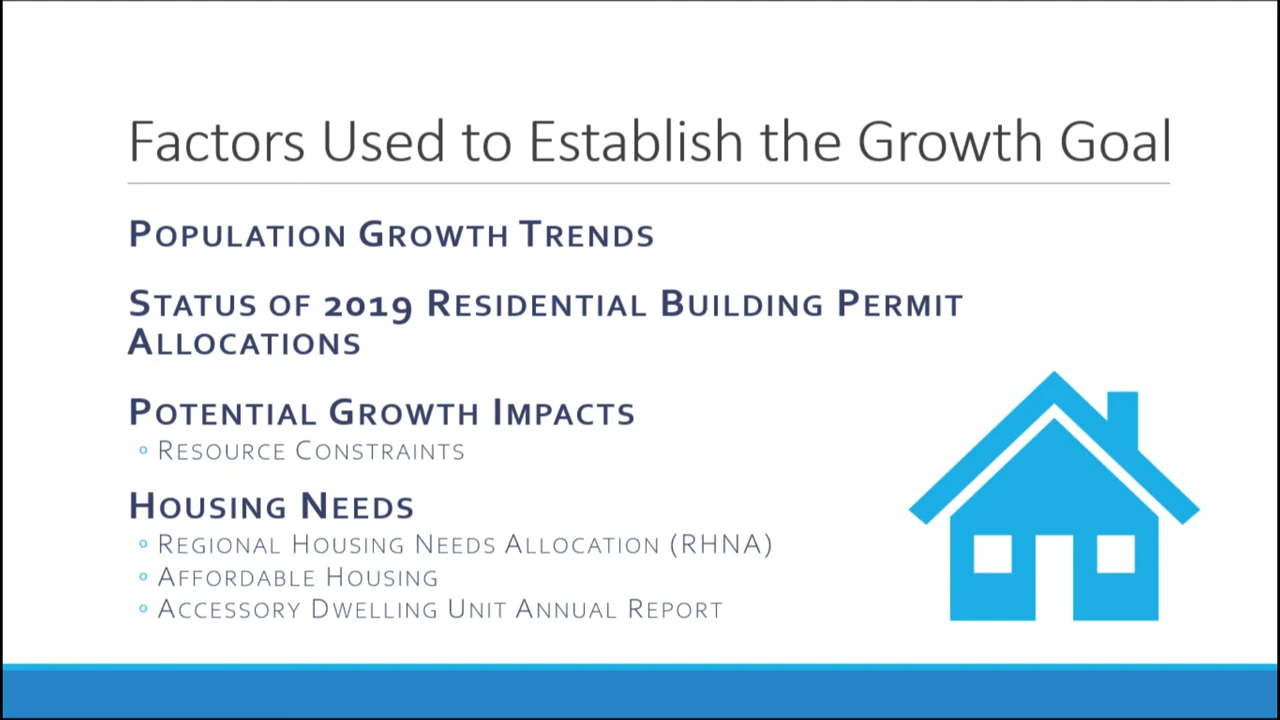 Factors Used to Establish the Growth Goal
Population Growth Trends
Status of 2019 Residential Building Permit
Allocations
Potential Growth Impacts
° Resource Constraints
Housing Needs
° Regional Housing Needs Allocation (RHNA)
° Affordable Housing
° Accessory Dwelling Unit Annual Report